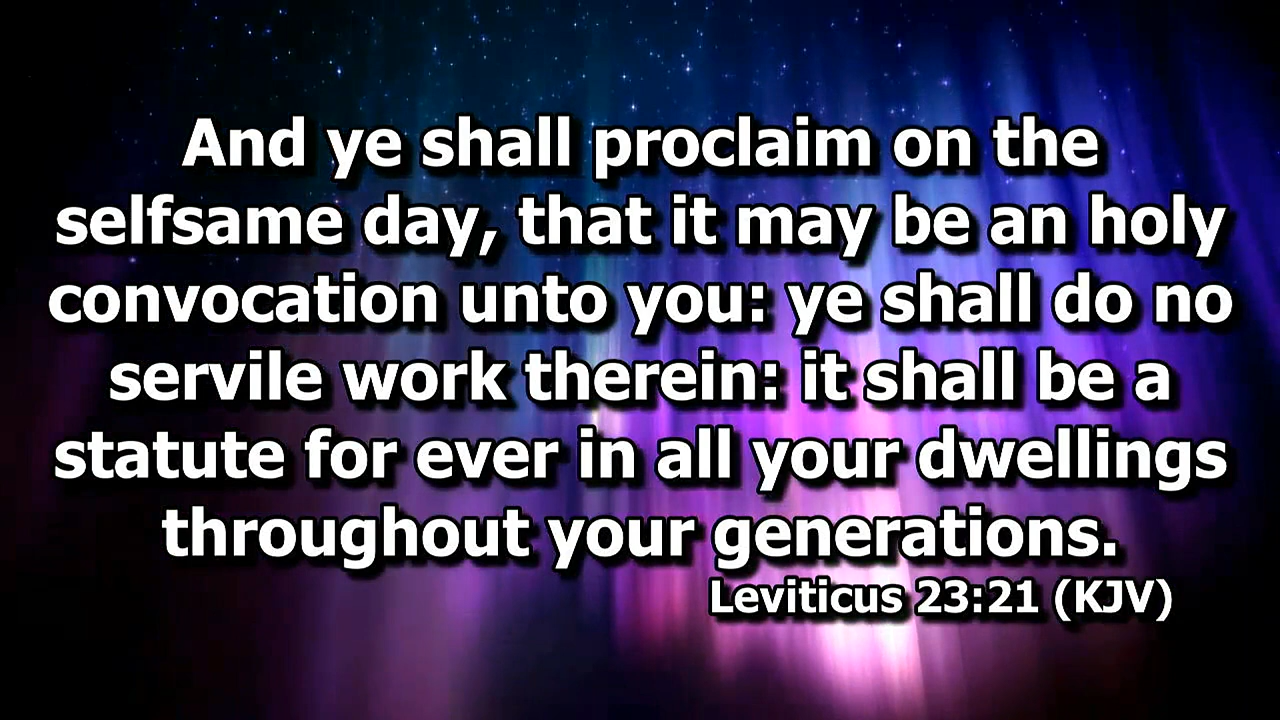 And ye shall proclaim on the
selfsame day, that it may be an holy
convocation unto you: ye shall do no
servile work therein: it shall be a
statute for ever in all your dwellings
throughout your generations.
Leviticus 23:21 (KJV)